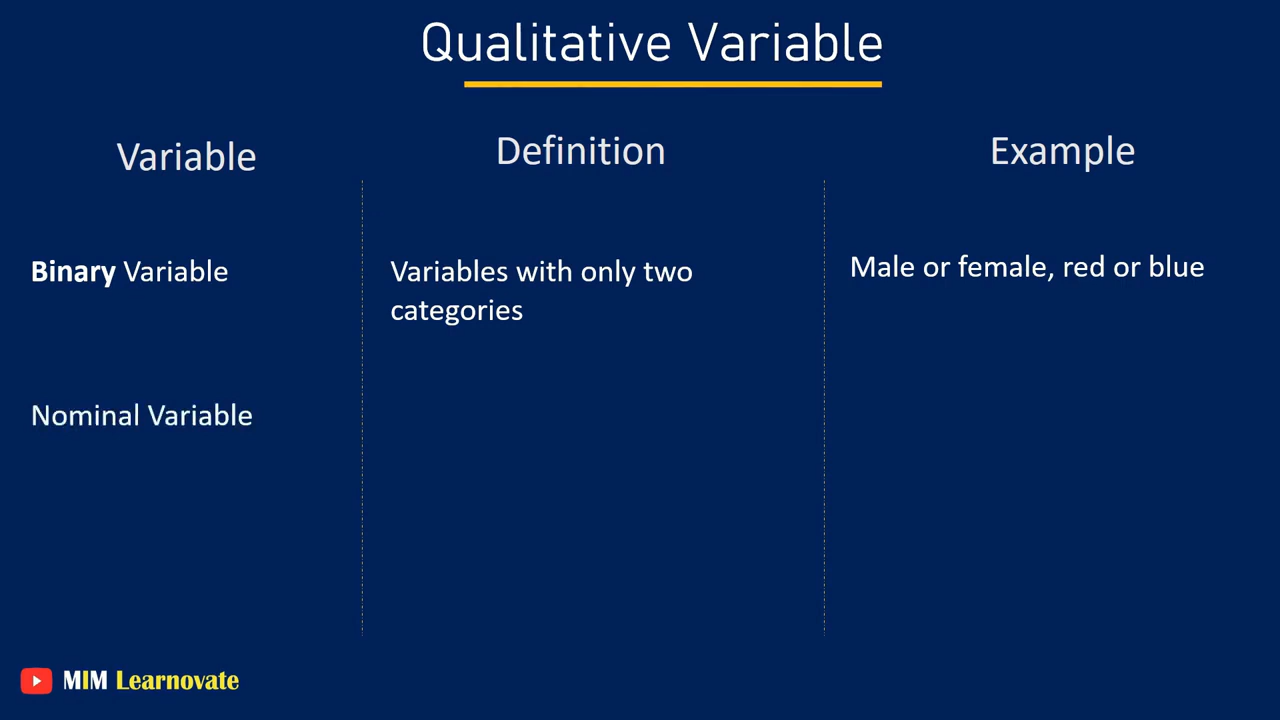 Qualitative Variable
Variable
Definition
Example
Binary Variable
Variables with only two
categories
Male or female, red or blue
Nominal Variable
MIM Learnovate